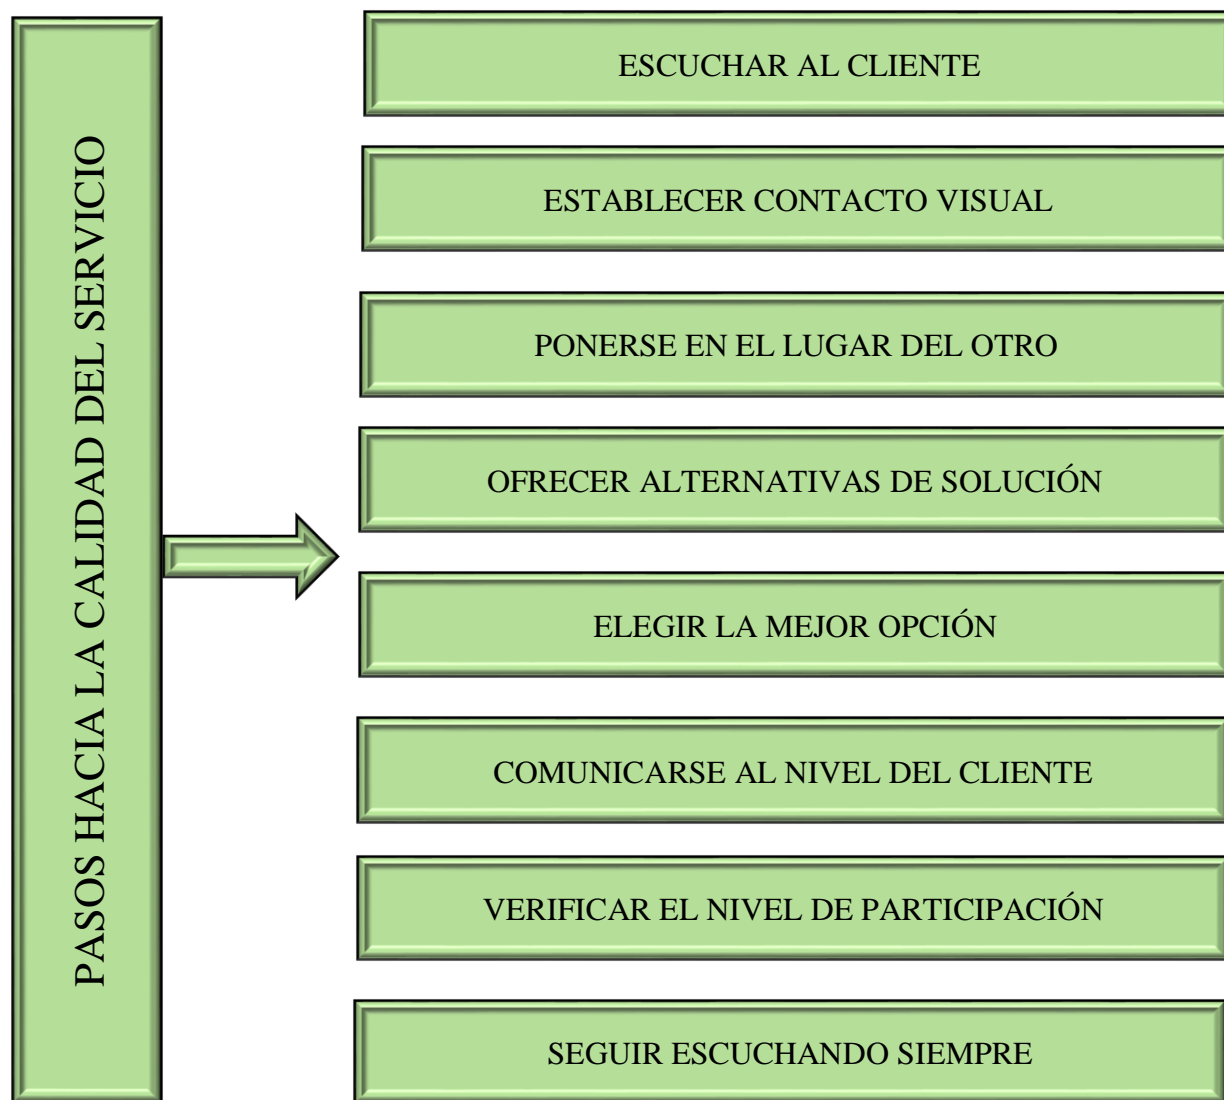 PASOS HACIA LA CALIDAD DEL SERVICIO
ESCUCHAR AL CLIENTE
ESTABLECER CONTACTO VISUAL
PONERSE EN EL LUGAR DEL OTRO
OFRECER ALTERNATIVAS DE SOLUCIÓN
ELEGIR LA MEJOR OPCIÓN
COMUNICARSE AL NIVEL DEL CLIENTE
VERIFICAR EL NIVEL DE PARTICIPACIÓN
SEGUIR ESCUCHANDO SIEMPRE